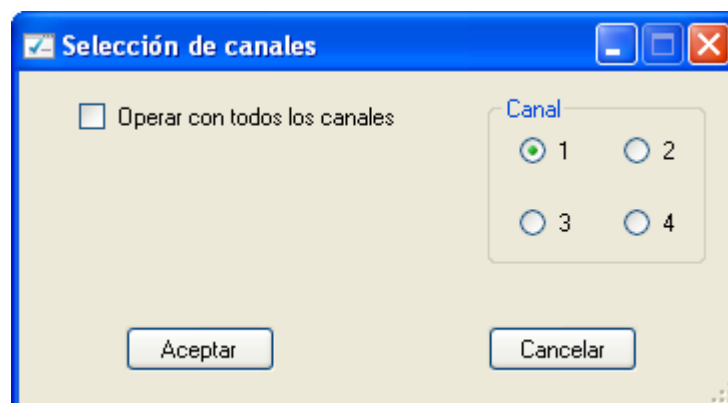 Selección de canales
Operar con todos los canales
Canal
1 2
3 4
Aceptar Cancelar